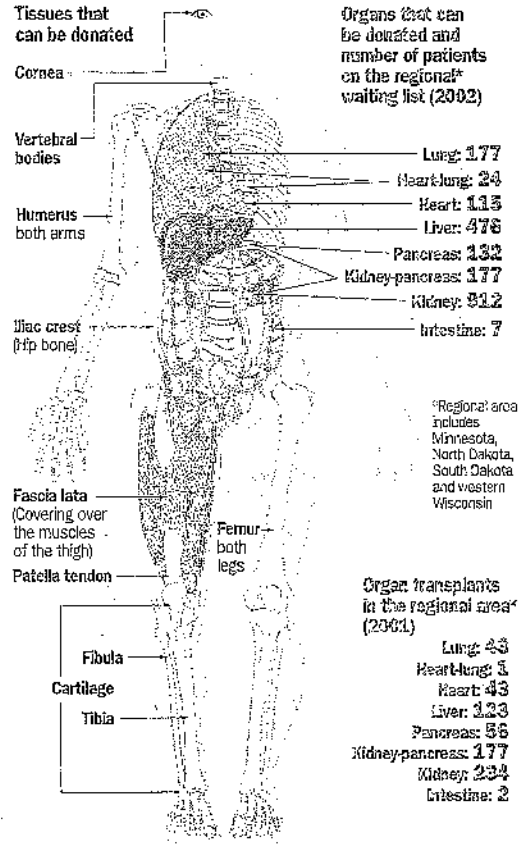 Tissues that
can be donated
Cornea
Vertebral
bodies
Humerus
both arms
Iliac crest
(Hip bone)
Fascia lata
(Covering over
the muscles
of the thigh)
Patella tendon
Fibula
Cartilage
Tibia
Femur
both
legs
Organs that can
be donated and
number of patients
on the regional*
waiting list (2002)
Lung: 177
Heart-lung: 24
Heart: 115
Liver: 476
Pancreas: 132
Kidney-pancreas: 177
Kidney: 912
Intestine: 7
*Regional area
includes
Minnesota,
North Dakota,
South Dakota
and western
Wisconsin
Organ transplants
in the regional area*
(2001)
Lung: 43
Heart-lung: 1
Heart: 43
Liver: 123
Pancreas: 56
Kidney-pancreas: 177
Kidney: 234
Intestine: 2